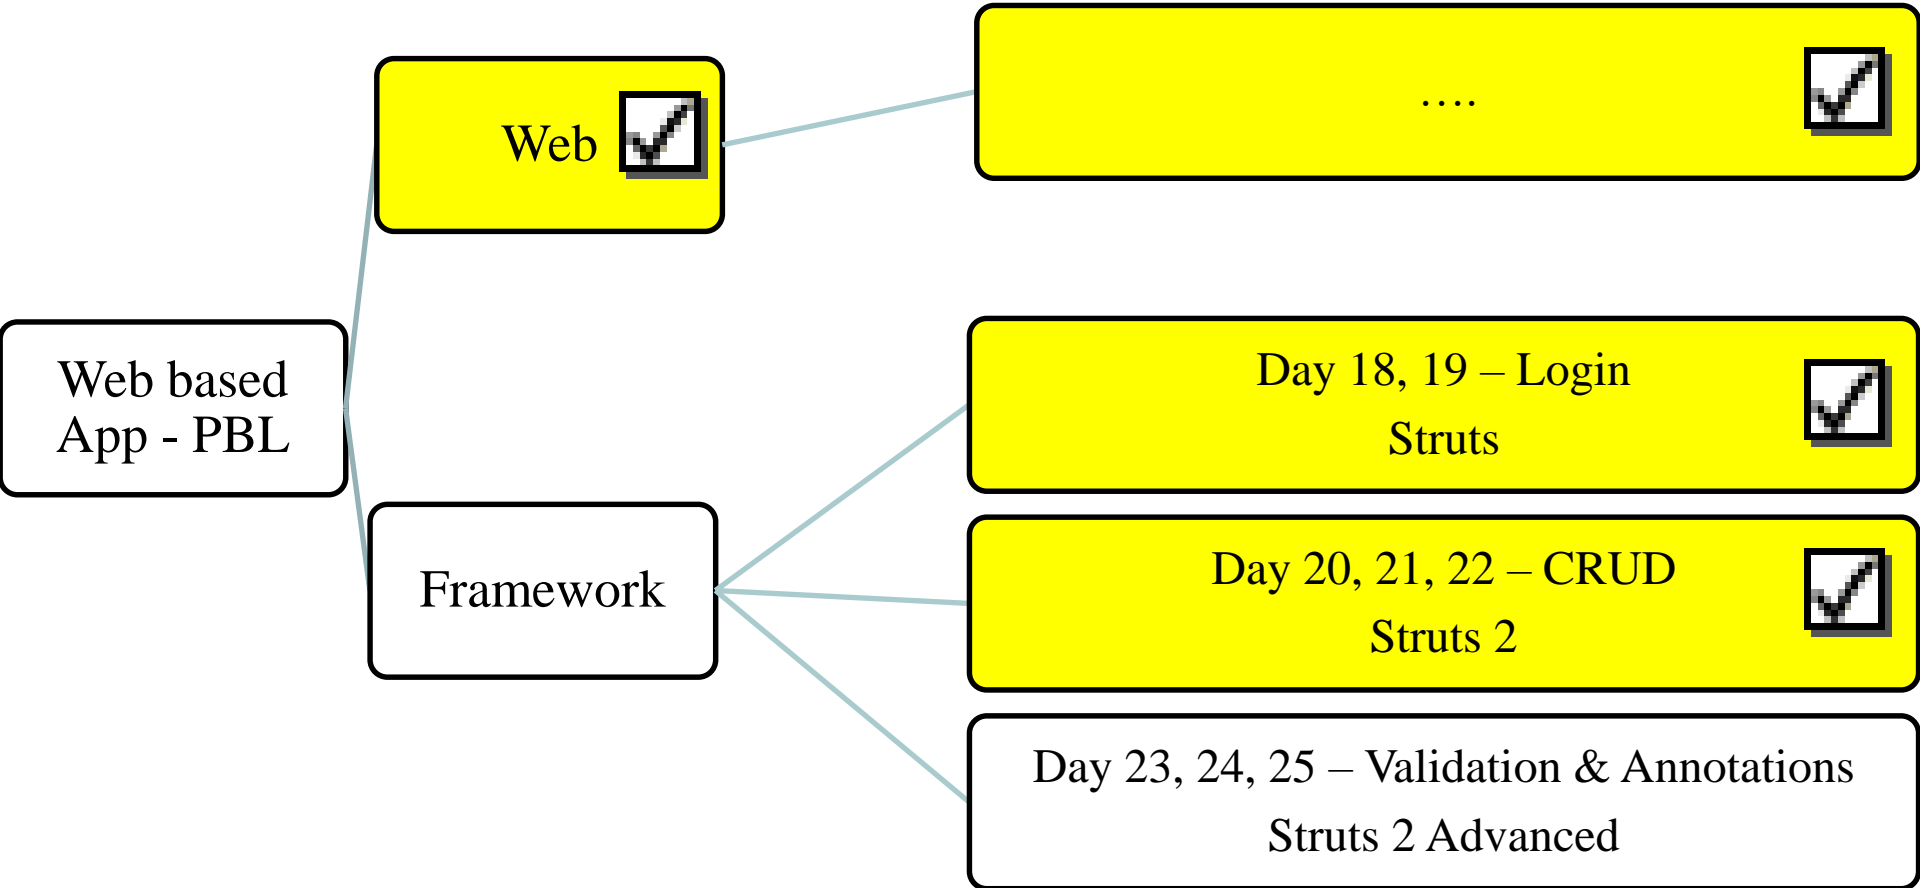 Web
....
Web based
App - PBL
Day 18, 19 – Login
Struts
Framework
Day 20, 21, 22 – CRUD
Struts 2
Day 23, 24, 25 – Validation & Annotations
Struts 2 Advanced